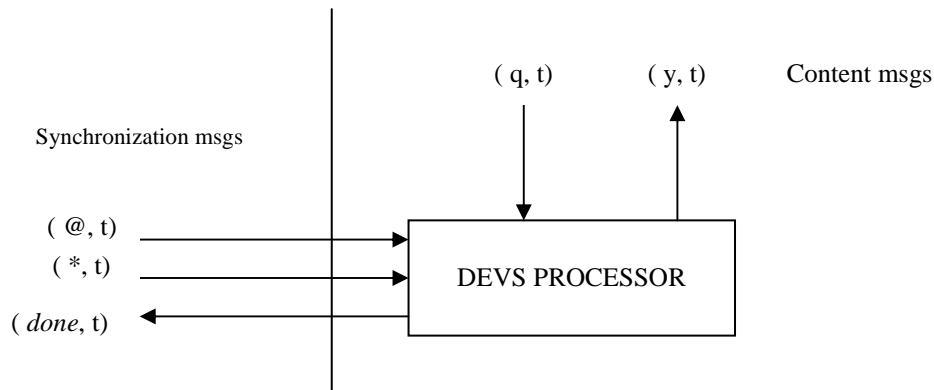 ( q, t) ( y, t) Content msgs
Synchronization msgs
( @, t)
( *, t)
DEVS PROCESSOR
( done, t)